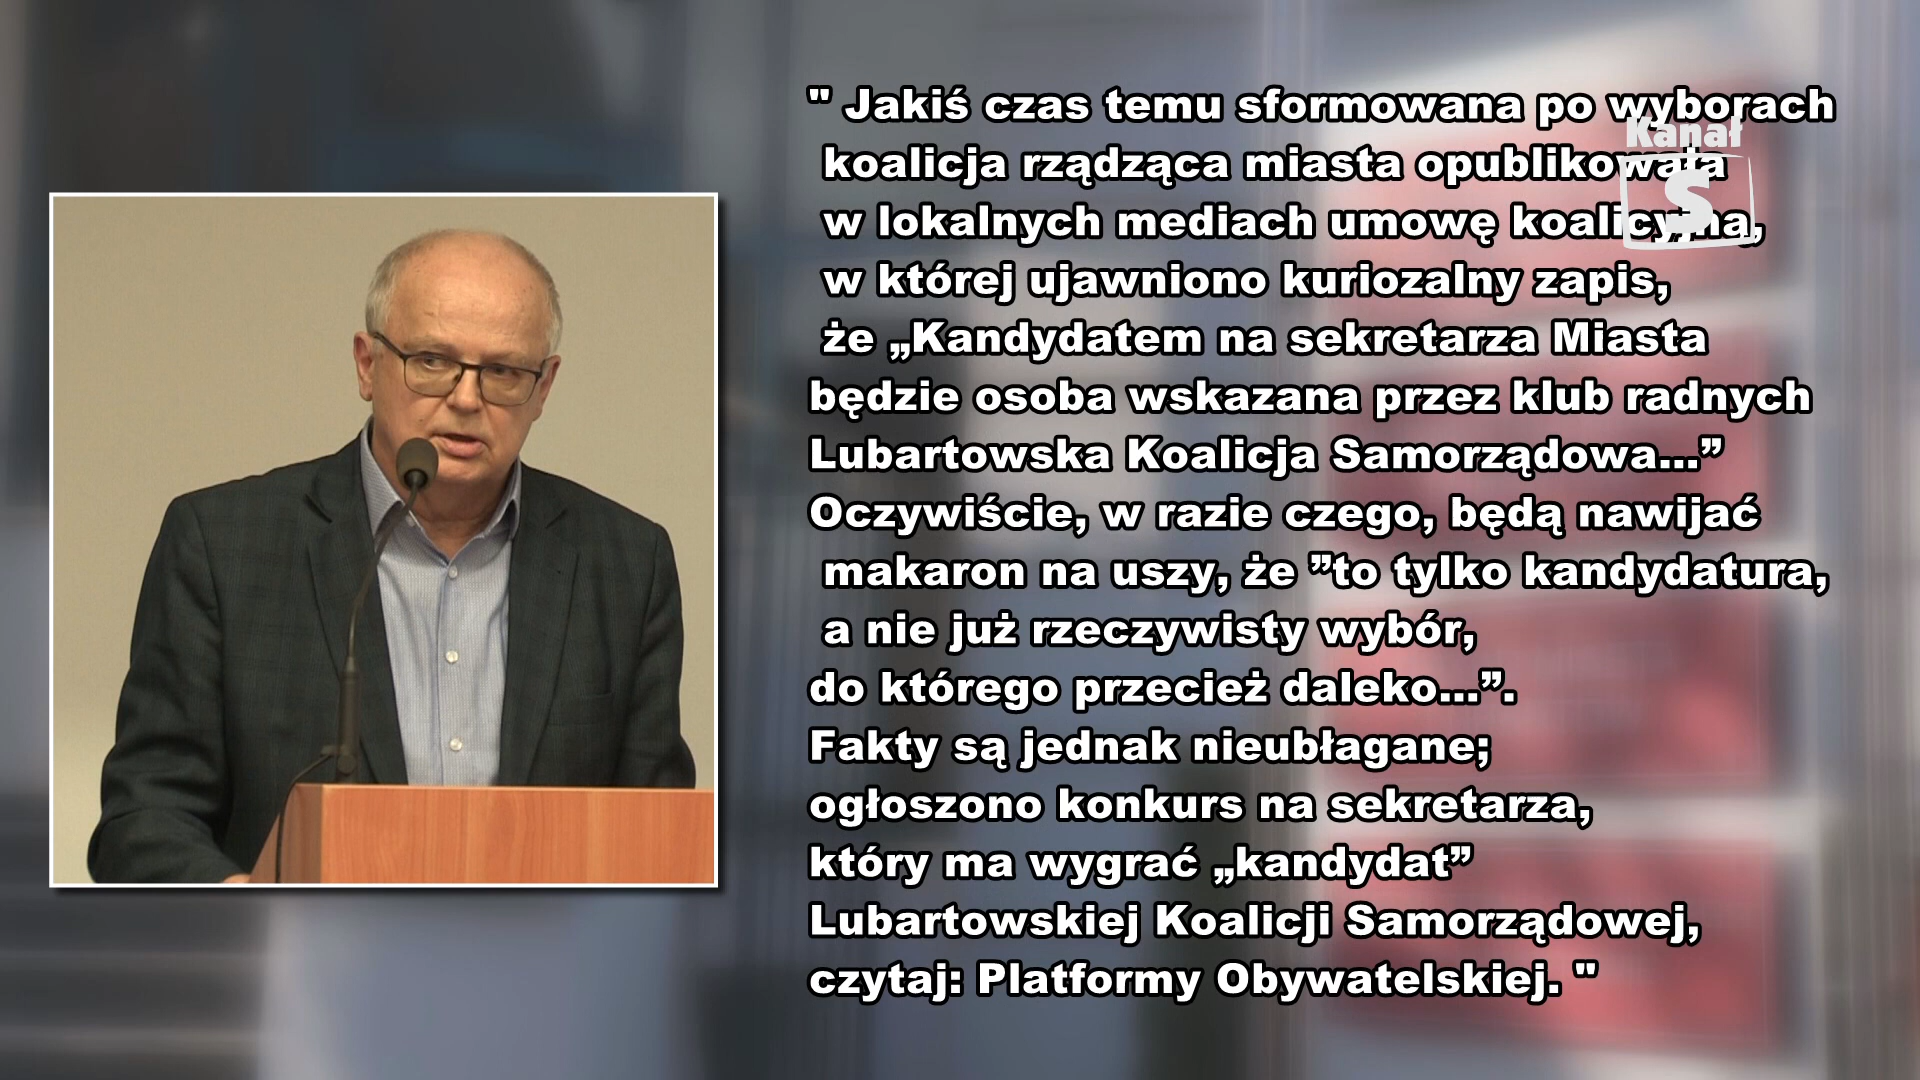 " Jakiś czas temu sformowana po wyborach
koalicja rządząca miasta opublikowała
w lokalnych mediach umowę koalicyjną,
w której ujawniono kuriozalny zapis,
że „Kandydatem na sekretarza Miasta
będzie osoba wskazana przez klub radnych
Lubartowska Koalicja Samorządowa...”
Oczywiście, w razie czego, będą nawijać
makaron na uszy, że ”to tylko kandydatura,
a nie już rzeczywisty wybór,
do którego przecież daleko...”.
Fakty są jednak nieubłagane;
ogłoszono konkurs na sekretarza,
który ma wygrać „kandydat”
Lubartowskiej Koalicji Samorządowej,
czytaj: Platformy Obywatelskiej. "
Kanał
S